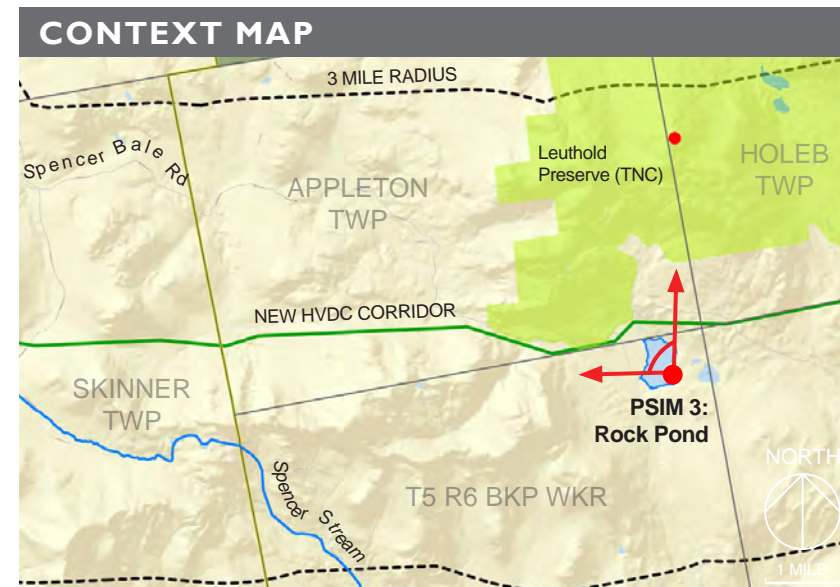 CONTEXT MAP
3 MILE RADIUS
Spencer Bale Rd
Leuthold
Preserve (TNC)
HOLEB
TWP
APPLETON
TWP
NEW HVDC CORRIDOR
SKINNER
TWP
PSIM 3:
Rock Pond
NORTH
Spencer Stream
T5 R6 BKP WKR
1 MILE